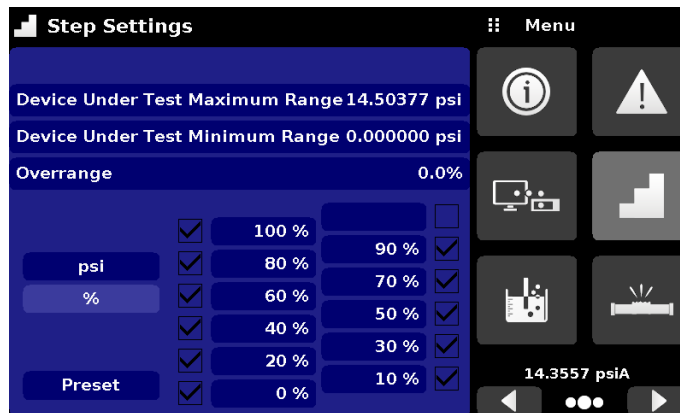 Step Settings
Menu
Device Under Test Maximum Range 14.50377 psi
Device Under Test Minimum Range 0.000000 psi
Overrange 0.0%
100 %
90 %
psi
80 %
70 %
%
60 %
50 %
40 %
30 %
20 %
Preset
10 %
0 %
14.3557 psiA